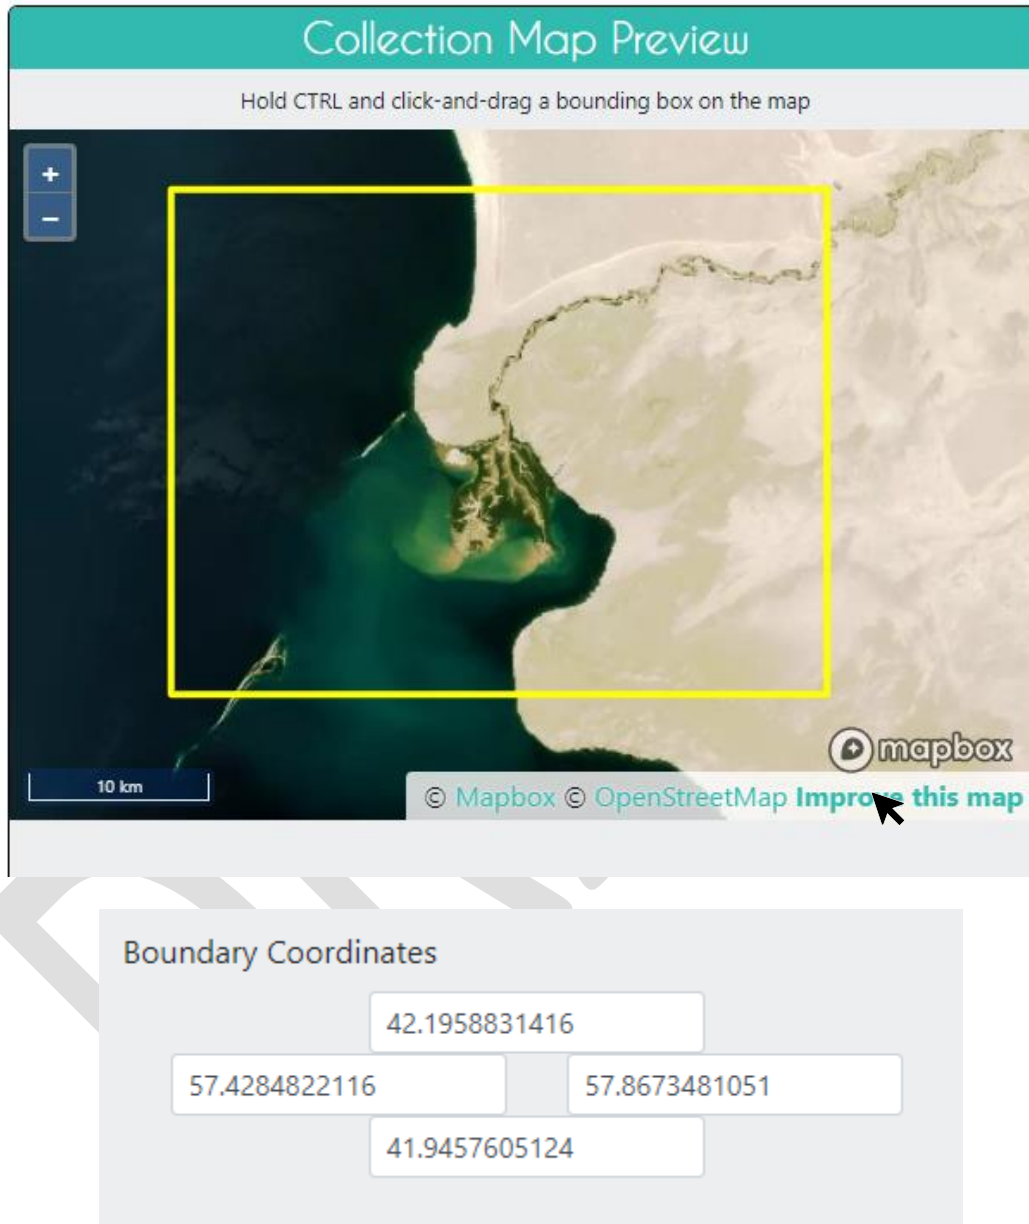 Collection Map Preview
Hold CTRL and click-and-drag a bounding box on the map
+
−
mapbox
10 km
© Mapbox © OpenStreetMap Improve this map
Boundary Coordinates
42.1958831416
57.4284822116 57.8673481051
41.9457605124